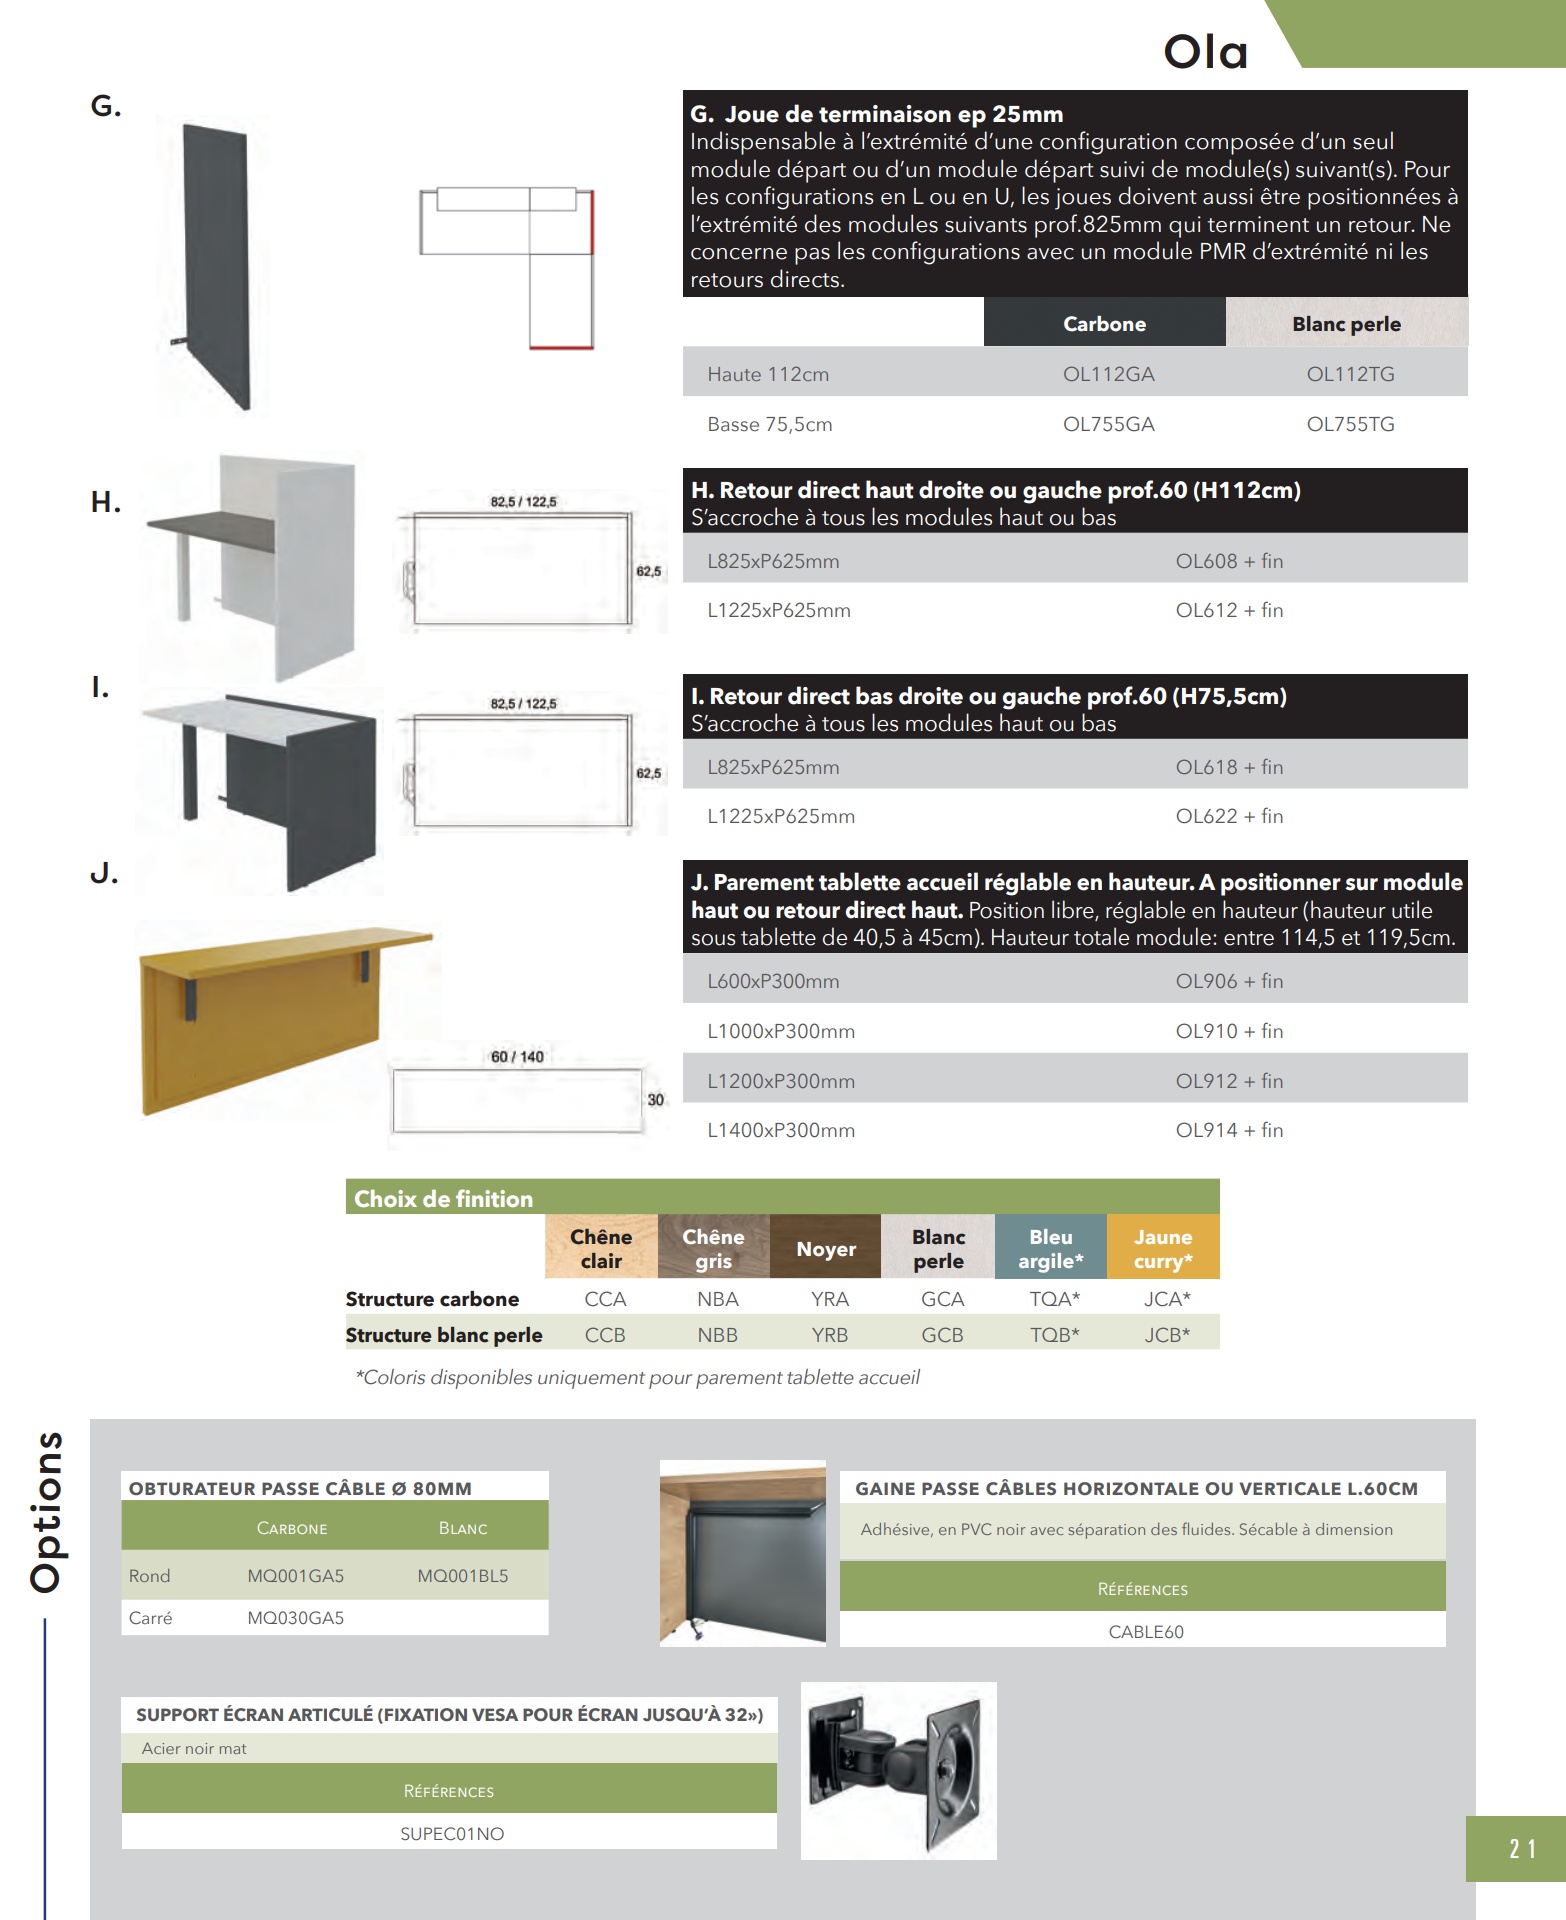 Ola
G.
G. Joue de terminaison ep 25mm
Indispensable à l'extrémité d'une configuration composée d'un seul
module départ ou d'un module départ suivi de module(s) suivant(s). Pour
les configurations en L ou en U, les joues doivent aussi être positionnées à
l'extrémité des modules suivants prof.825mm qui terminent un retour. Ne
concerne pas les configurations avec un module PMR d'extrémité ni les
retours directs.
Carbone Blanc perle
Haute 112cm OL112GA OL112TG
Basse 75,5cm OL755GA OL755TG
H.
82,5 / 122,5
62,5
H. Retour direct haut droite ou gauche prof.60 (H112cm)
S'accroche à tous les modules haut ou bas
L825xP625mm OL608 + fin
L1225xP625mm OL612 + fin
I.
82,5 / 122,5
62,5
I. Retour direct bas droite ou gauche prof.60 (H75,5cm)
S'accroche à tous les modules haut ou bas
L825xP625mm OL618 + fin
L1225xP625mm OL622 + fin
J.
60 / 140
30
J. Parement tablette accueil réglable en hauteur. A positionner sur module
haut ou retour direct haut. Position libre, réglable en hauteur (hauteur utile
sous tablette de 40,5 à 45cm). Hauteur totale module: entre 114,5 et 119,5cm.
L600xP300mm OL906 + fin
L1000xP300mm OL910 + fin
L1200xP300mm OL912 + fin
L1400xP300mm OL914 + fin
Choix de finition
Chêne clair Chêne gris Noyer Blanc perle Bleu argile* Jaune curry*
Structure carbone CCA NBA YRA GCA TQA* JCA*
Structure blanc perle CCB NBB YRB GCB TQB* JCB*
*Coloris disponibles uniquement pour parement tablette accueil
Options
OBTURATEUR PASSE CÂBLE Ø 80MM
CARBONE BLANC
Rond MQ001GA5 MQ001BL5
Carré MQ030GA5
GAINE PASSE CÂBLES HORIZONTALE OU VERTICALE L.60CM
Adhésive, en PVC noir avec séparation des fluides. Sécable à dimension
RÉFÉRENCES
CABLE60
SUPPORT ÉCRAN ARTICULÉ (FIXATION VESA POUR ÉCRAN JUSQU'À 32»)
Acier noir mat
RÉFÉRENCES
SUPEC01NO
21